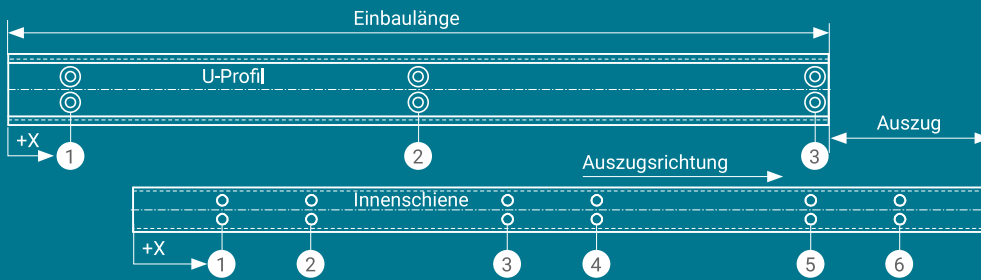 Einbaulänge
U-Profil
+X
1
2
3
Auszug
Auszugsrichtung
Innenschiene
+X
1
2
3
4
5
6